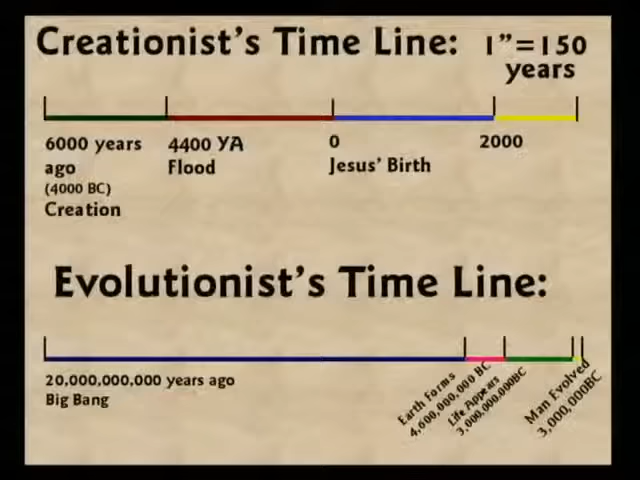 Creationist's Time Line: 1"=150
years
6000 years
ago
(4000 BC)
Creation
4400 YA
Flood
0
Jesus' Birth
2000
Evolutionist's Time Line:
20,000,000,000 years ago
Big Bang
Earth Forms
4,600,000,000 BC
Life Appears
3,000,000,000BC
Man Evolved
3,000,000BC